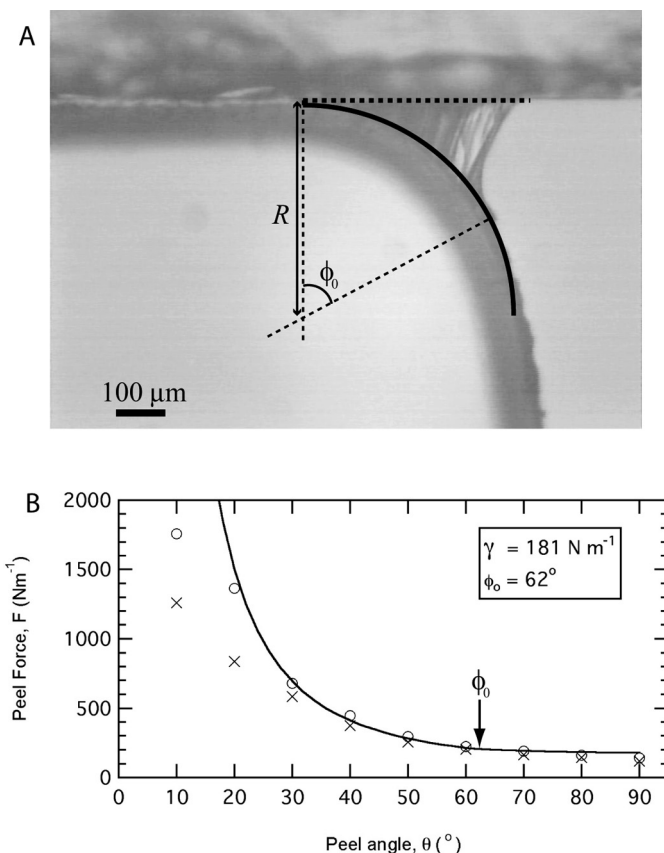 A
R
ϕ₀
100 μm
B
2000
1500
1000
500
0
Peel Force, F (Nm⁻¹)
γ = 181 N m⁻¹
ϕₒ = 62°
ϕ₀
0 10 20 30 40 50 60 70 80 90
Peel angle, θ (°)